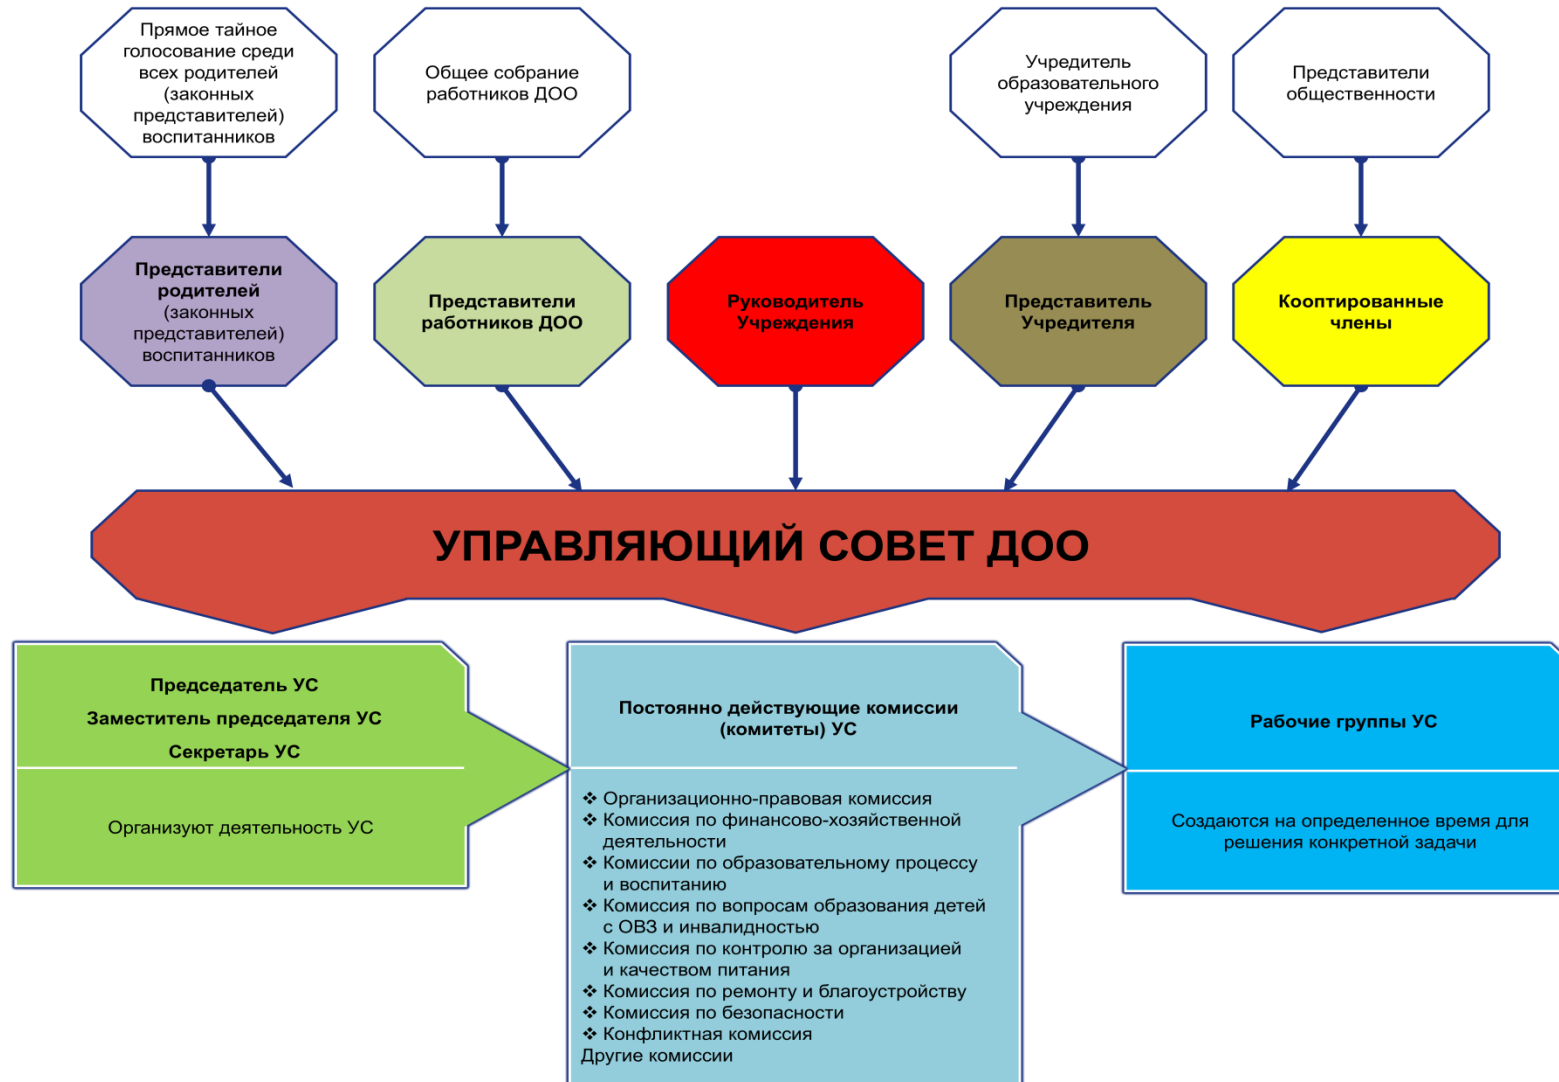 Прямое тайное
голосование среди
всех родителей
(законных
представителей)
воспитанников
Общее собрание
работников ДОО
Учредитель
образовательного
учреждения
Представители
общественности
Представители
родителей
(законных
представителей)
воспитанников
Представители
работников ДОО
Руководитель
Учреждения
Представитель
Учредителя
Кооптированные
члены
УПРАВЛЯЮЩИЙ СОВЕТ ДОО
Председатель УС
Заместитель председателя УС
Секретарь УС
Организуют деятельность УС
Постоянно действующие комиссии
(комитеты) УС
❖ Организационно-правовая комиссия
❖ Комиссия по финансово-хозяйственной
деятельности
❖ Комиссии по образовательному процессу
и воспитанию
❖ Комиссия по вопросам образования детей
с ОВЗ и инвалидностью
❖ Комиссия по контролю за организацией
и качеством питания
❖ Комиссия по ремонту и благоустройству
❖ Комиссия по безопасности
❖ Конфликтная комиссия
Другие комиссии
Рабочие группы УС
Создаются на определенное время для
решения конкретной задачи